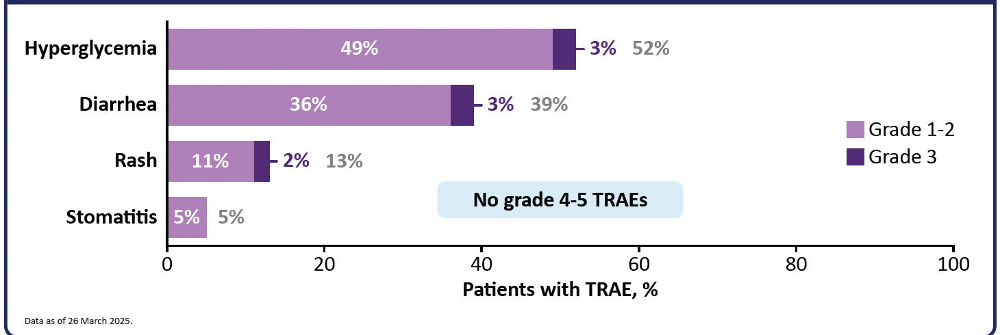 Hyperglycemia 49% 3% 52%
Diarrhea 36% 3% 39%
Grade 1-2
Rash 11% 2% 13%
Grade 3
No grade 4-5 TRAEs
Stomatitis 5% 5%
0 20 40 60 80 100
Patients with TRAE, %
Data as of 26 March 2025.